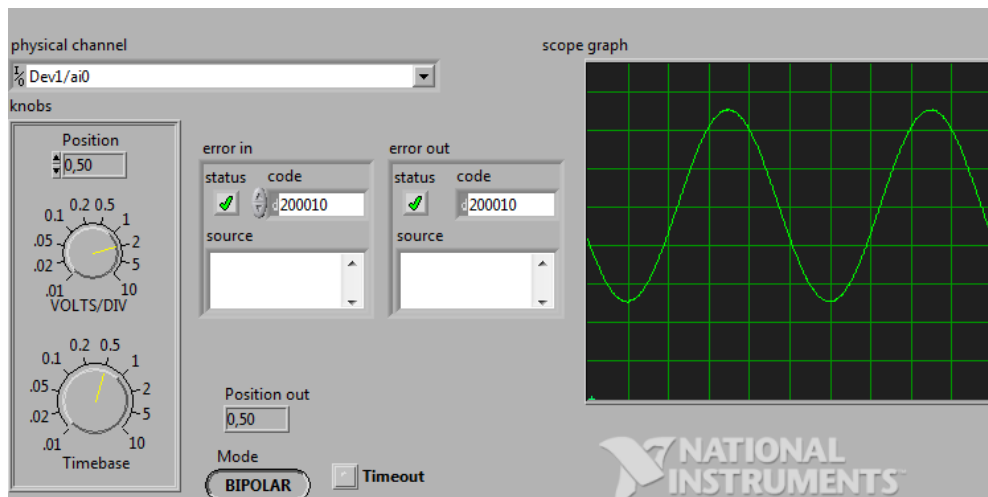 physical channel
scope graph
I/O Dev1/ai0
knobs
Position
0,50
0.2 0.5
0.1 1
.05 2
.02 5
.01 10
VOLTS/DIV
0.2 0.5
0.1 1
.05 2
.02 5
.01 10
Timebase
error in
status code
d 200010
source
error out
status code
d 200010
source
Position out
0,50
Mode
BIPOLAR
Timeout
NATIONAL
INSTRUMENTS